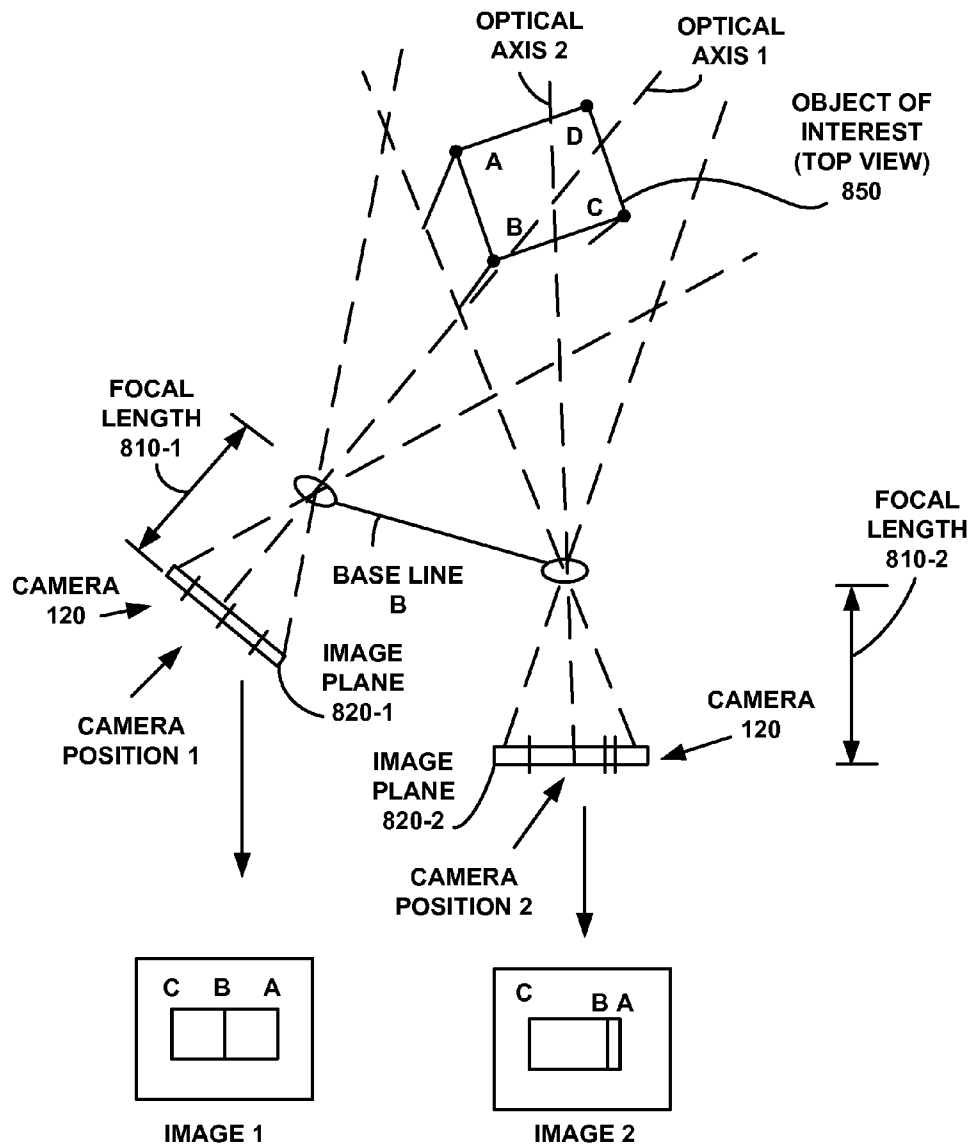 OPTICAL
AXIS 2
OPTICAL
AXIS 1
OBJECT OF
INTEREST
(TOP VIEW)
850
D
A
C
B
FOCAL
LENGTH
810-1
FOCAL
LENGTH
810-2
BASE LINE
B
CAMERA
120
IMAGE
PLANE
820-1
CAMERA
POSITION 1
CAMERA
120
IMAGE
PLANE
820-2
CAMERA
POSITION 2
C B A
IMAGE 1
C B A
IMAGE 2